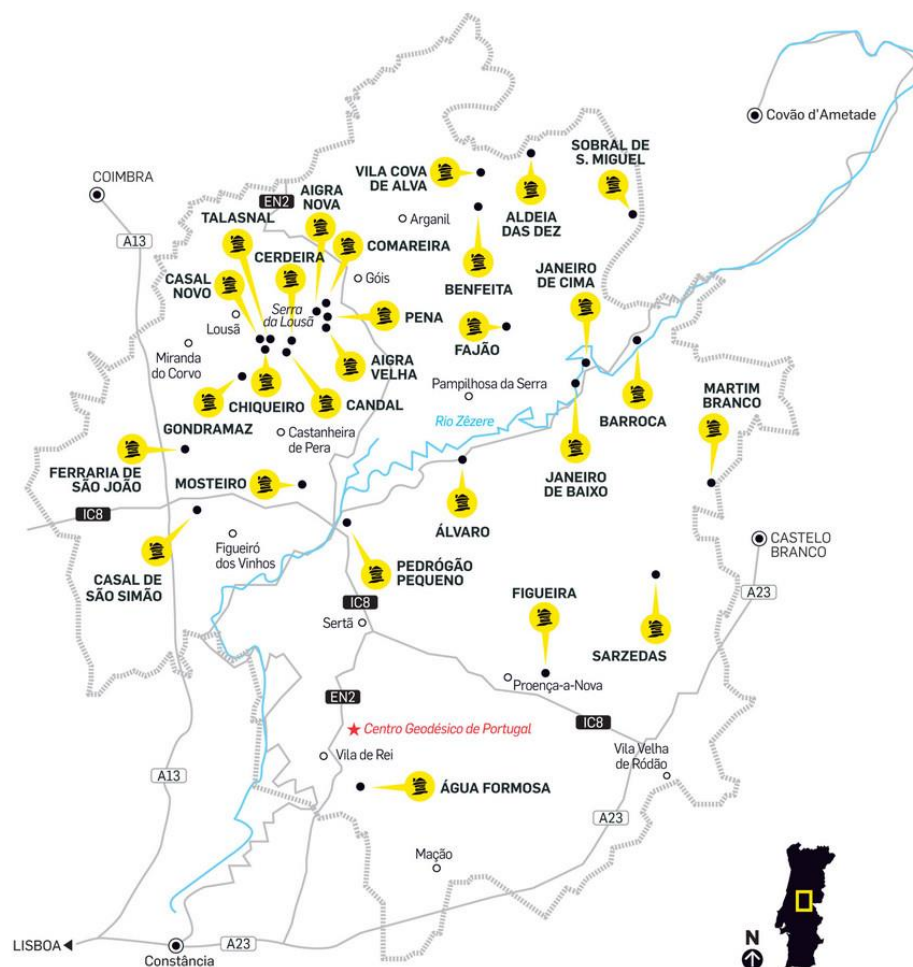 Covão d'Ametade
SOBRAL DE
S. MIGUEL
VILA COVA
DE ALVA
ALDEIA
DAS DEZ
COIMBRA
EN2
AIGRA
NOVA
TALASNAL
Arganil
A13
COMAREIRA
CERDEIRA
BENFEITA
JANEIRO
DE CIMA
CASAL
NOVO
Góis
Serra
da Lousã
Lousã
PENA
FAJÃO
Miranda
do Corvo
AIGRA
VELHA
Pampilhosa da Serra
MARTIM
BRANCO
CHIQUEIRO
CANDAL
BARROCA
GONDRAMAZ
Castanheira
de Pera
Rio Zêzere
FERRARIA DE
SÃO JOÃO
MOSTEIRO
JANEIRO
DE BAIXO
ÁLVARO
IC8
Figueiró
dos Vinhos
CASTELO
BRANCO
CASAL DE
SÃO SIMÃO
PEDRÓGÃO
PEQUENO
FIGUEIRA
A23
IC8
Sertã
SARZEDAS
Proença-a-Nova
EN2
Centro Geodésico de Portugal
IC8
Vila de Rei
Vila Velha
de Ródão
A13
ÁGUA FORMOSA
A23
Mação
N
LISBOA
A23
Constância